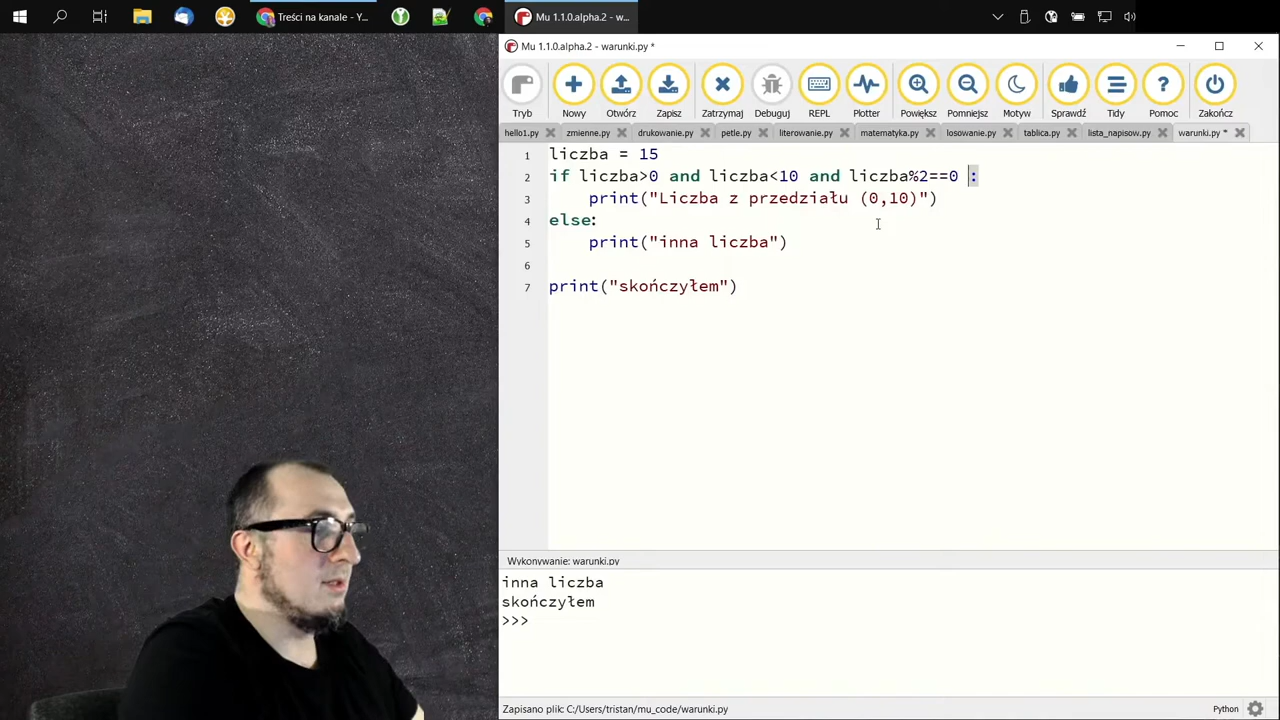 Treści na kanale - Y...
Mu 1.1.0.alpha.2 - w...
Mu 1.1.0.alpha.2 - warunki.py *
Tryb Nowy Otwórz Zapisz Zatrzymaj Debuguj REPL Plotter Powiększ Pomniejsz Motyw Sprawdź Tidy Pomoc Zakończ
hello1.py zmienne.py drukowanie.py petle.py literowanie.py matematyka.py losowanie.py tablica.py lista_napisow.py warunki.py *
1 liczba = 15
2 if liczba>0 and liczba<10 and liczba%2==0 :
3 print("Liczba z przedziału (0,10)")
4 else:
5 print("inna liczba")
6
7 print("skończyłem")
Wykonywanie: warunki.py
inna liczba
skończyłem
>>>
Zapisano plik: C:/Users/tristan/mu_code/warunki.py
Python